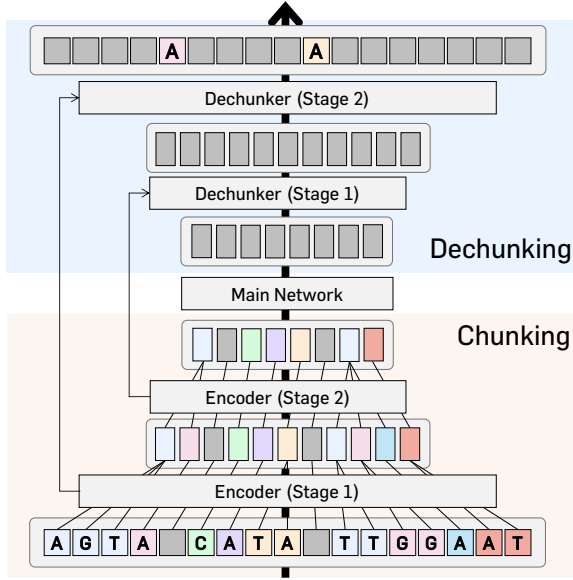 A A
Dechunker (Stage 2)
Dechunker (Stage 1)
Dechunking
Main Network
Chunking
Encoder (Stage 2)
Encoder (Stage 1)
A G T A C A T A T T G G A A T